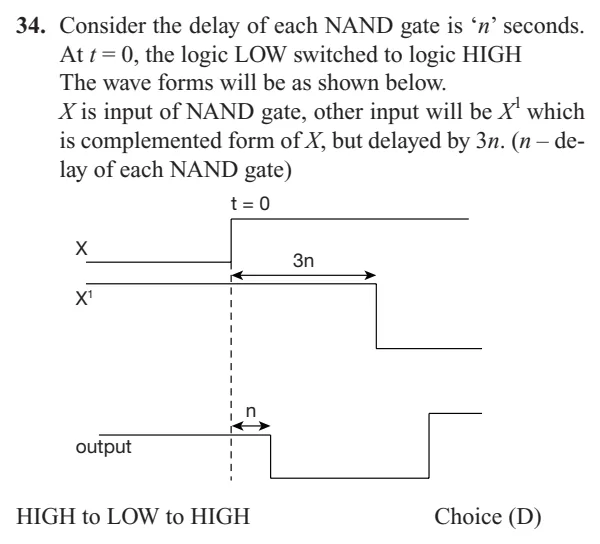 34. Consider the delay of each NAND gate is ‘n’ seconds.
At t = 0, the logic LOW switched to logic HIGH
The wave forms will be as shown below.
X is input of NAND gate, other input will be X¹ which
is complemented form of X, but delayed by 3n. (n – de-
lay of each NAND gate)
t = 0
X
3n
X¹
n
output
HIGH to LOW to HIGH Choice (D)